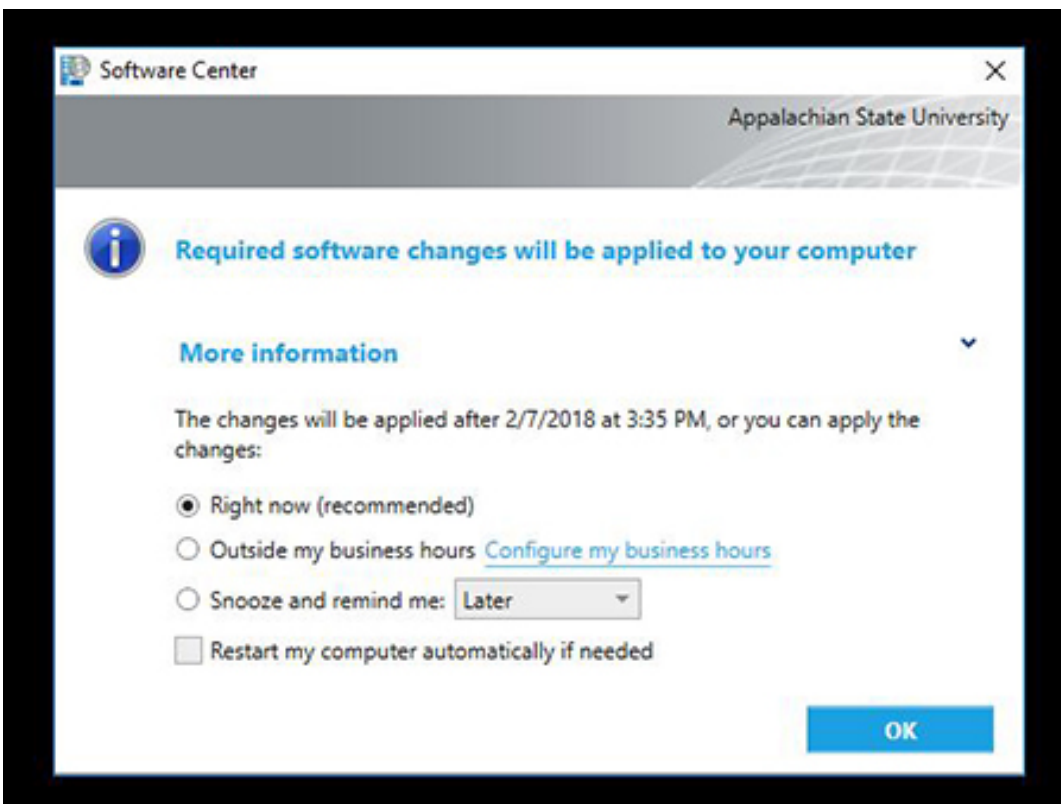 Software Center
Appalachian State University
Required software changes will be applied to your computer
More information
The changes will be applied after 2/7/2018 at 3:35 PM, or you can apply the
changes:
Right now (recommended)
Outside my business hours Configure my business hours
Snooze and remind me: Later
Restart my computer automatically if needed
OK